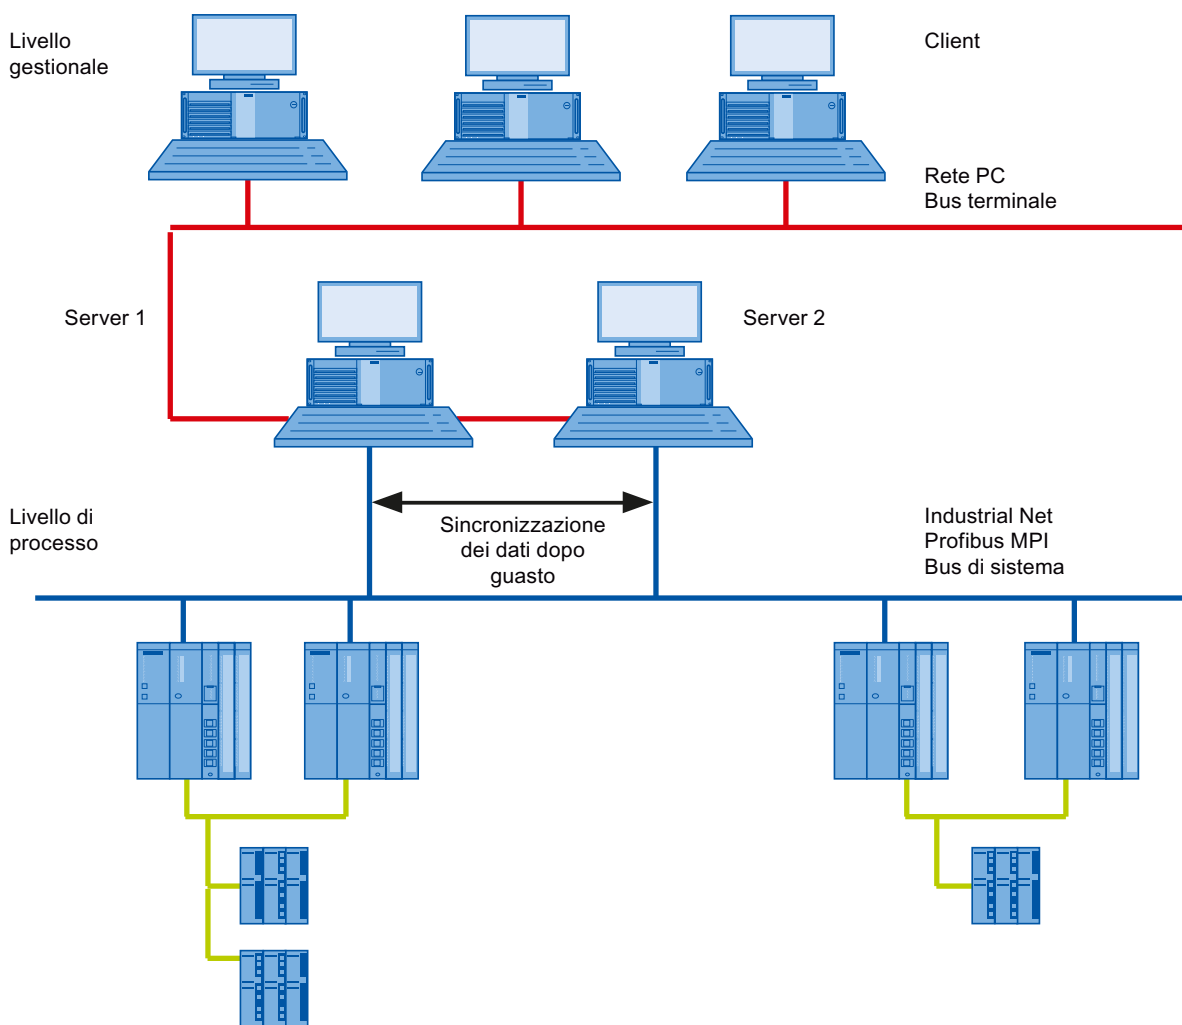 Livello
gestionale
Client
Rete PC
Bus terminale
Server 1
Server 2
Sincronizzazione
dei dati dopo
guasto
Livello di
processo
Industrial Net
Profibus MPI
Bus di sistema